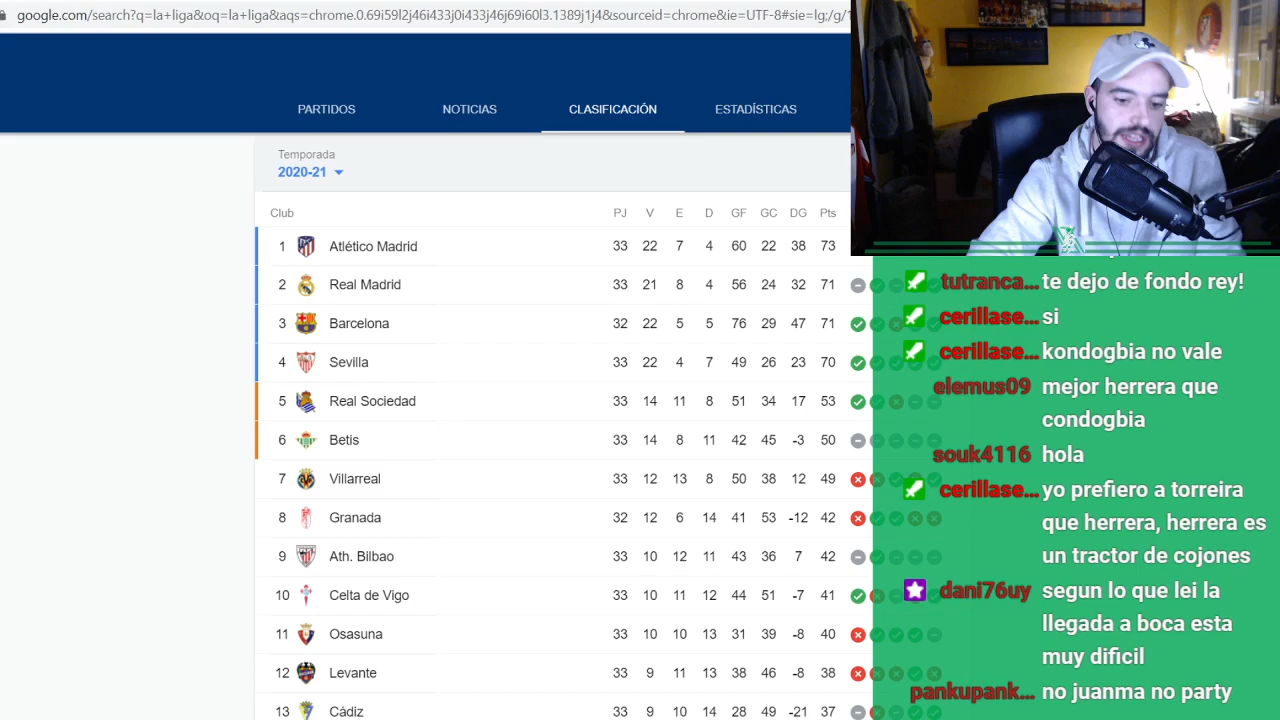 google.com/search?q=la+liga&oq=la+liga&aqs=chrome.0.69i59l2j46i433j0i433j46j69i60l3.1389j1j4&sourceid=chrome&ie=UTF-8#sie=lg;/g/1
PARTIDOS NOTICIAS CLASIFICACIÓN ESTADÍSTICAS
Temporada
2020-21
Club PJ V E D GF GC DG Pts
1 Atlético Madrid 33 22 7 4 60 22 38 73
2 Real Madrid 33 21 8 4 56 24 32 71
3 Barcelona 32 22 5 5 76 29 47 71
4 Sevilla 33 22 4 7 49 26 23 70
5 Real Sociedad 33 14 11 8 51 34 17 53
6 Betis 33 14 8 11 42 45 -3 50
7 Villarreal 33 12 13 8 50 38 12 49
8 Granada 32 12 6 14 41 53 -12 42
9 Ath. Bilbao 33 10 12 11 43 36 7 42
10 Celta de Vigo 33 10 11 12 44 51 -7 41
11 Osasuna 33 10 10 13 31 39 -8 40
12 Levante 33 9 11 13 38 46 -8 38
13 Cádiz 33 9 10 14 28 49 -21 37
tutranca... te dejo de fondo rey!
cerillase... si
cerillase... kondogbia no vale
elemus09 mejor herrera que
condogbia
souk4116 hola
cerillase... yo prefiero a torreira
que herrera, herrera es
un tractor de cojones
dani76uy segun lo que lei la
llegada a boca esta
muy dificil
pankupank... no juanma no party